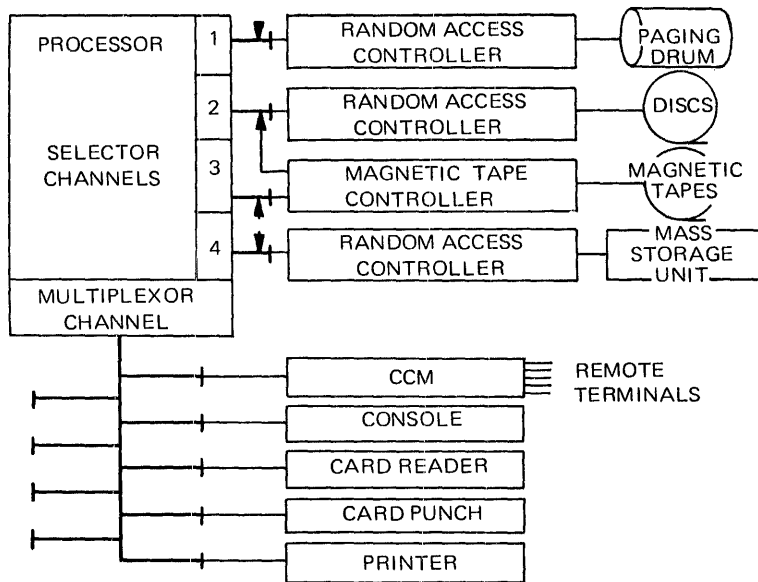 PROCESSOR
SELECTOR
CHANNELS
1
2
3
4
MULTIPLEXOR
CHANNEL
RANDOM ACCESS
CONTROLLER
PAGING
DRUM
RANDOM ACCESS
CONTROLLER
DISCS
MAGNETIC TAPE
CONTROLLER
MAGNETIC
TAPES
RANDOM ACCESS
CONTROLLER
MASS
STORAGE
UNIT
CCM
REMOTE
TERMINALS
CONSOLE
CARD READER
CARD PUNCH
PRINTER